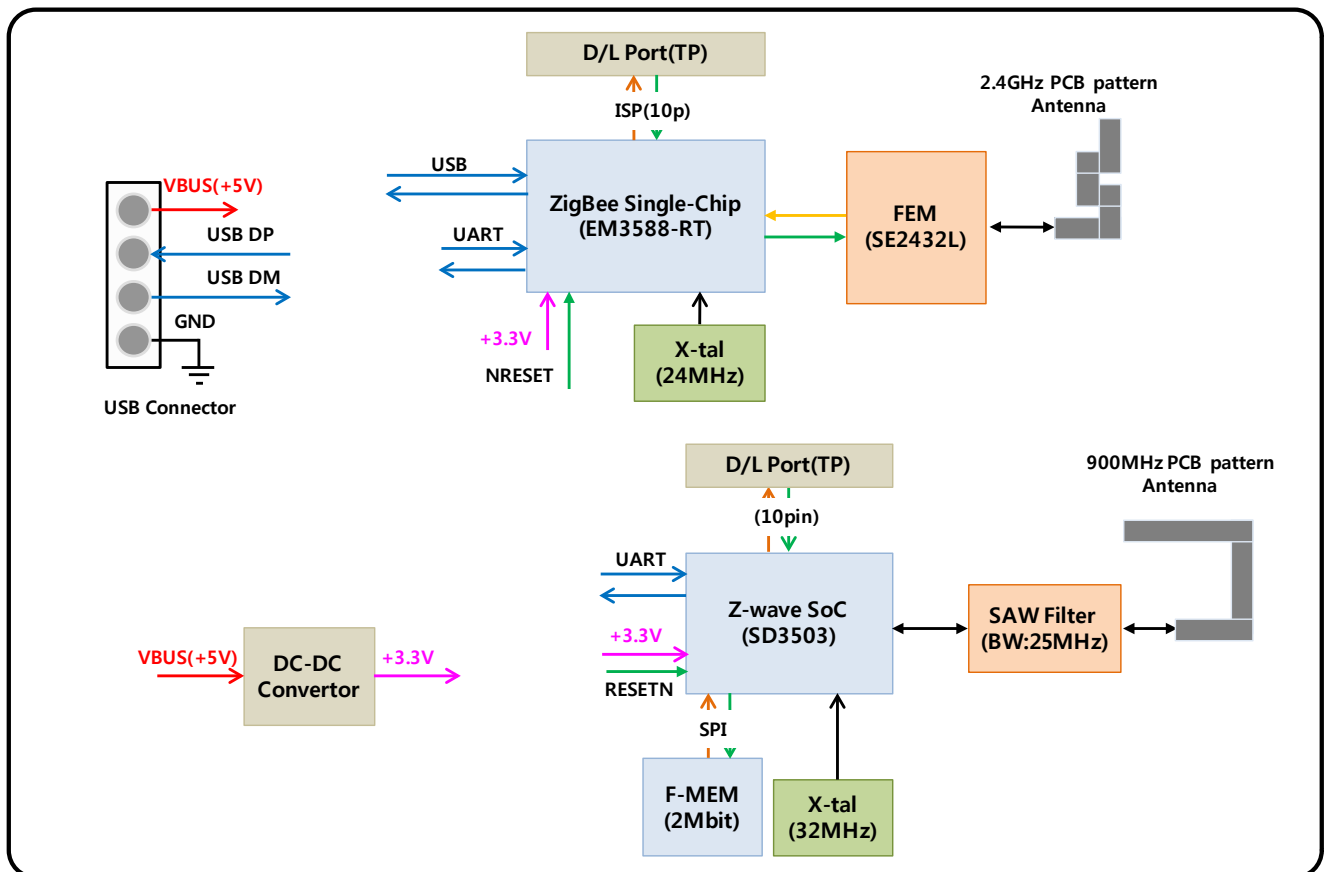 D/L Port(TP)
ISP(10p)
2.4GHz PCB pattern
Antenna
VBUS(+5V)
USB DP
USB DM
GND
USB Connector
USB
UART
ZigBee Single-Chip
(EM3588-RT)
FEM
(SE2432L)
+3.3V
NRESET
X-tal
(24MHz)
D/L Port(TP)
(10pin)
900MHz PCB pattern
Antenna
UART
+3.3V
RESETN
Z-wave SoC
(SD3503)
SAW Filter
(BW:25MHz)
VBUS(+5V)
DC-DC
Convertor
+3.3V
SPI
F-MEM
(2Mbit)
X-tal
(32MHz)